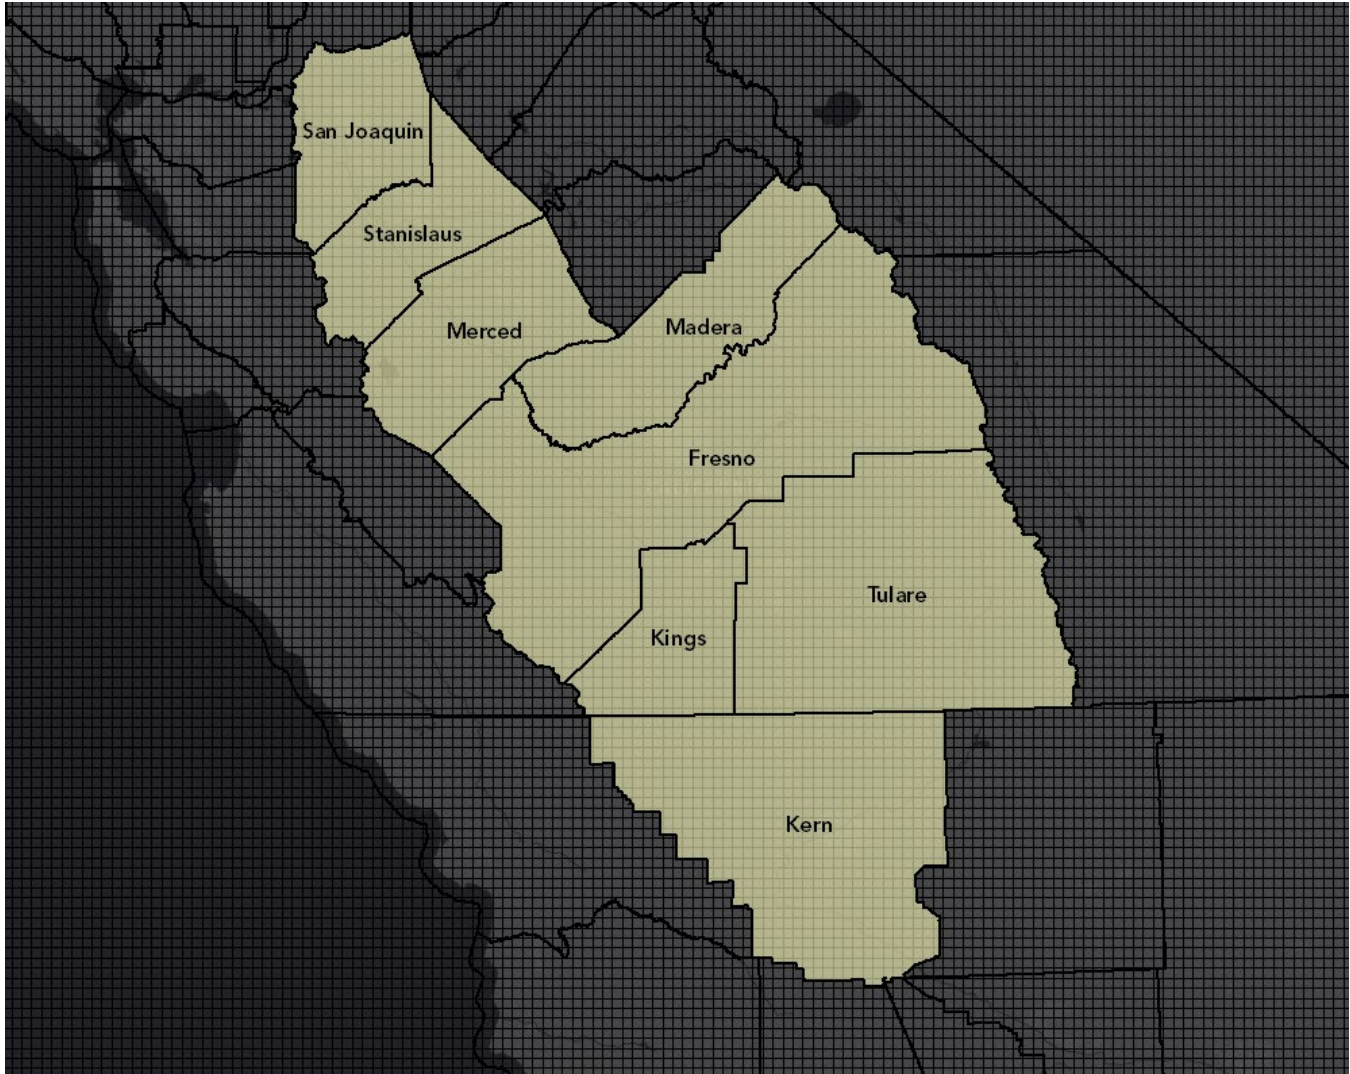 San Joaquin
Stanislaus
Merced
Madera
Fresno
Tulare
Kings
Kern